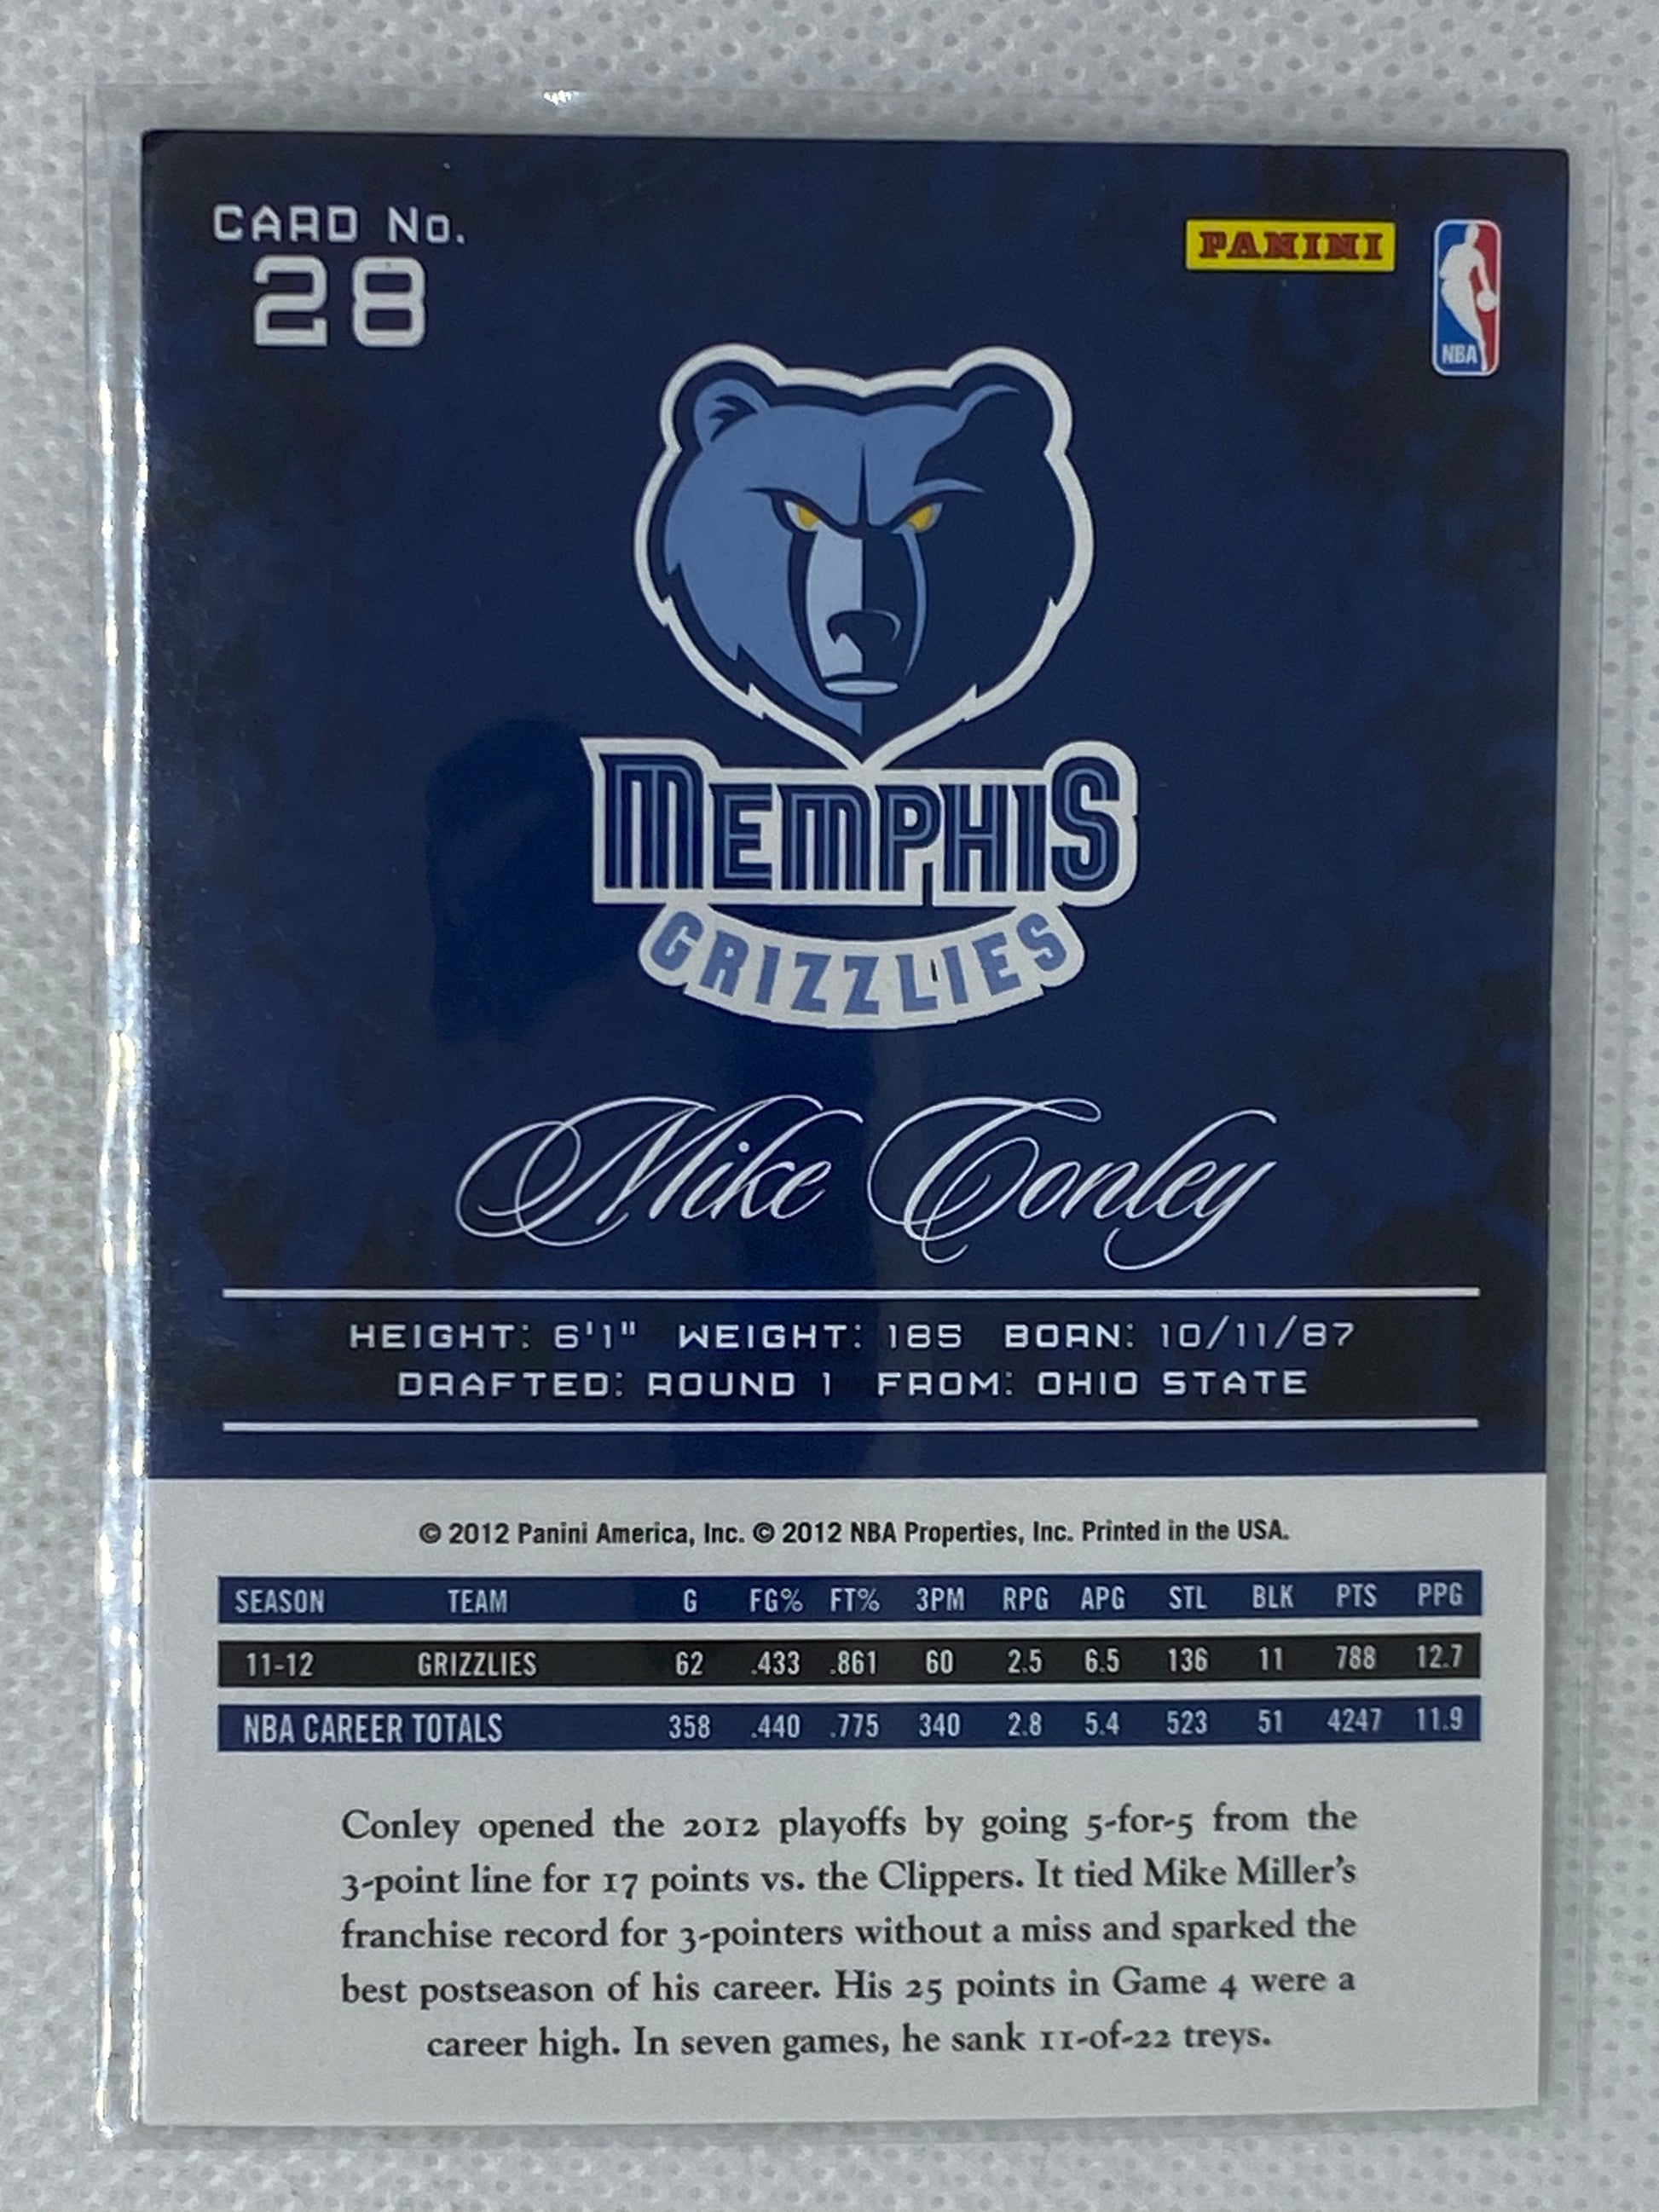 CARD No.
28
PANINI
NBA
MEMPHIS
GRIZZLIES
Mike Conley
HEIGHT: 6'1" WEIGHT: 185 BORN: 10/11/87
DRAFTED: ROUND 1 FROM: OHIO STATE
© 2012 Panini America, Inc. © 2012 NBA Properties, Inc. Printed in the USA.
SEASON TEAM G FG% FT% 3PM RPG APG STL BLK PTS PPG
11-12 GRIZZLIES 62 .433 .861 60 2.5 6.5 136 11 788 12.7
NBA CAREER TOTALS 358 .440 .775 340 2.8 5.4 523 51 4247 11.9
Conley opened the 2012 playoffs by going 5-for-5 from the
3-point line for 17 points vs. the Clippers. It tied Mike Miller's
franchise record for 3-pointers without a miss and sparked the
best postseason of his career. His 25 points in Game 4 were a
career high. In seven games, he sank 11-of-22 treys.